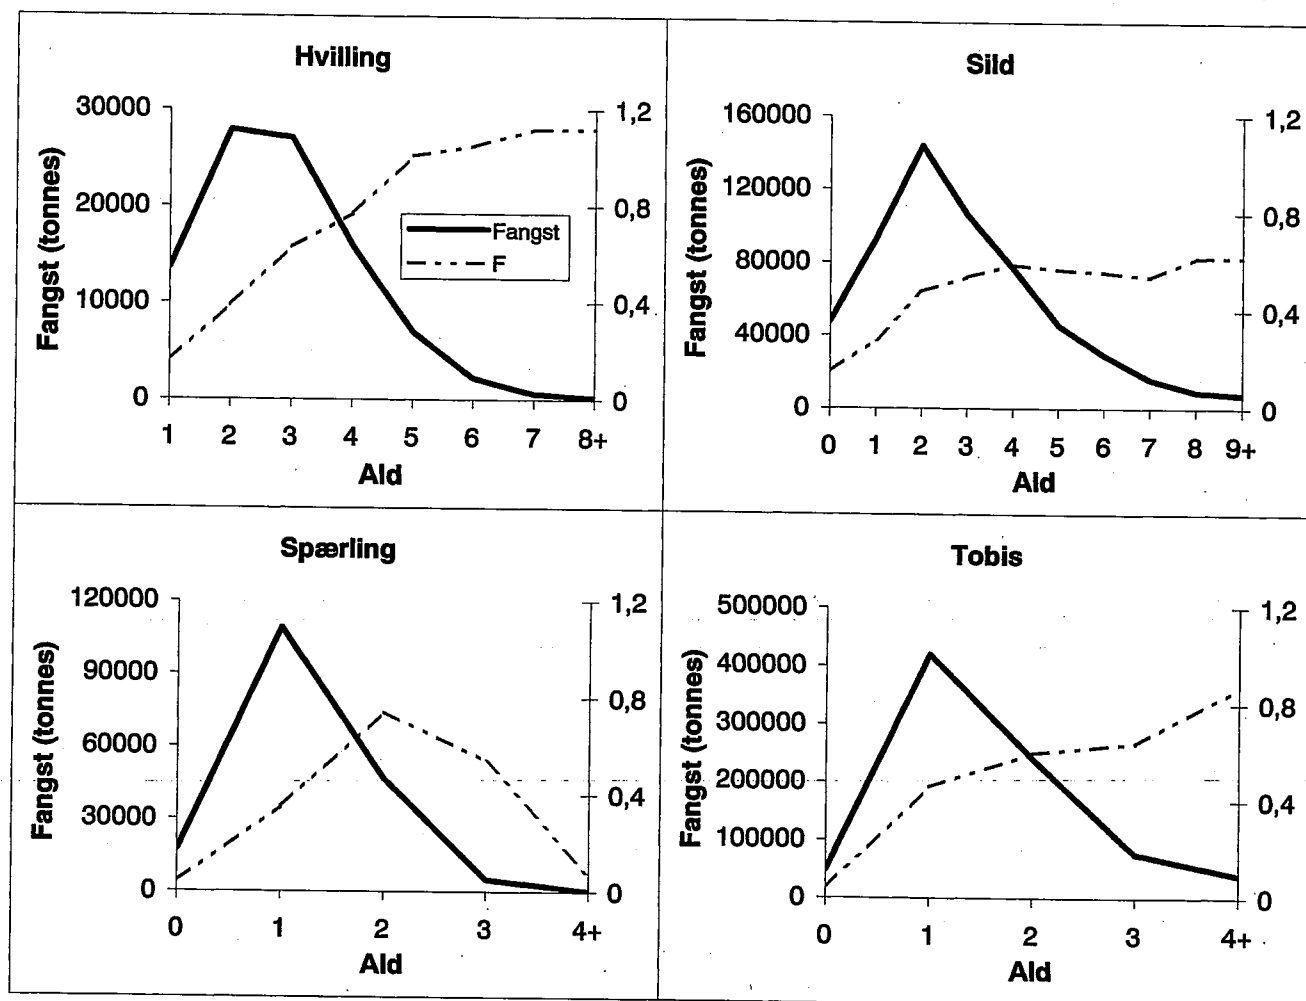 Hvilling
30000
20000
10000
0
Fangst (tonnes)
1,2
0,8
0,4
0
Fangst
F
1 2 3 4 5 6 7 8+
Ald
Sild
160000
120000
80000
40000
0
Fangst (tonnes)
1,2
0,8
0,4
0
0 1 2 3 4 5 6 7 8 9+
Ald
Spærling
120000
90000
60000
30000
0
Fangst (tonnes)
1,2
0,8
0,4
0
0 1 2 3 4+
Ald
Tobis
500000
400000
300000
200000
100000
0
Fangst (tonnes)
1,2
0,8
0,4
0
0 1 2 3 4+
Ald